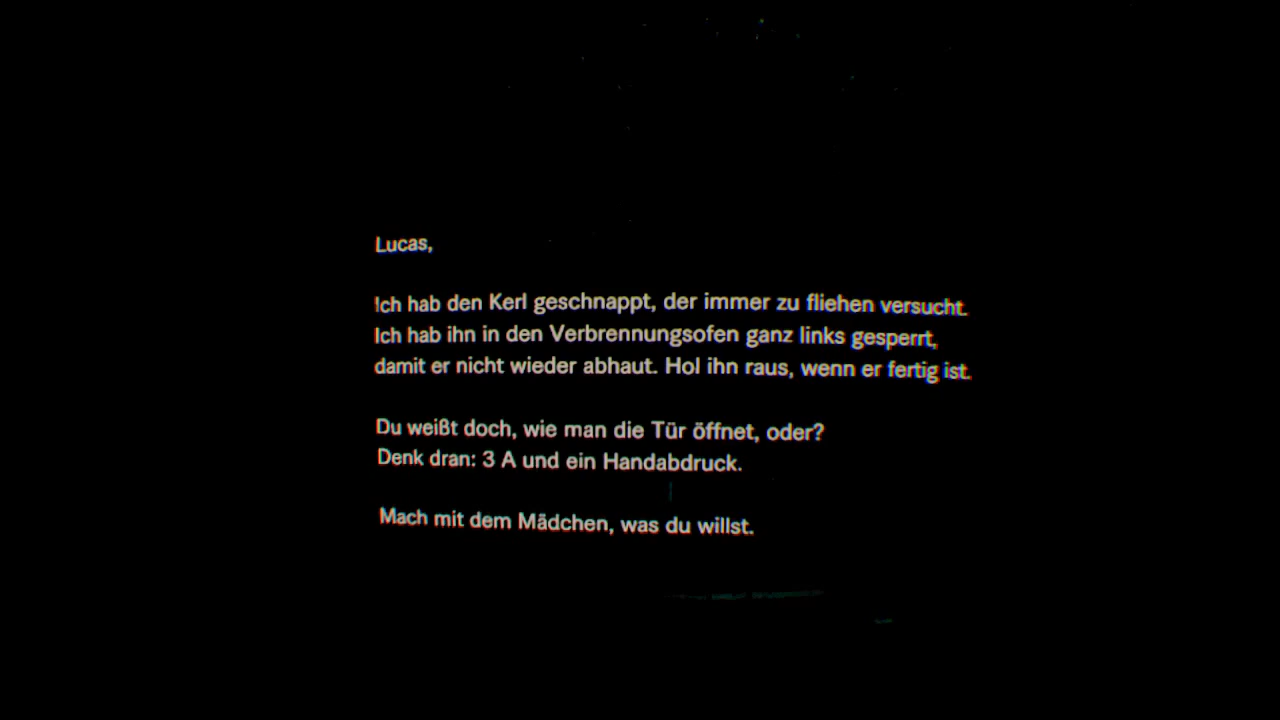 Lucas,
Ich hab den Kerl geschnappt, der immer zu fliehen versucht.
Ich hab ihn in den Verbrennungsofen ganz links gesperrt,
damit er nicht wieder abhaut. Hol ihn raus, wenn er fertig ist.
Du weißt doch, wie man die Tür öffnet, oder?
Denk dran: 3 A und ein Handabdruck.
Mach mit dem Mädchen, was du willst.